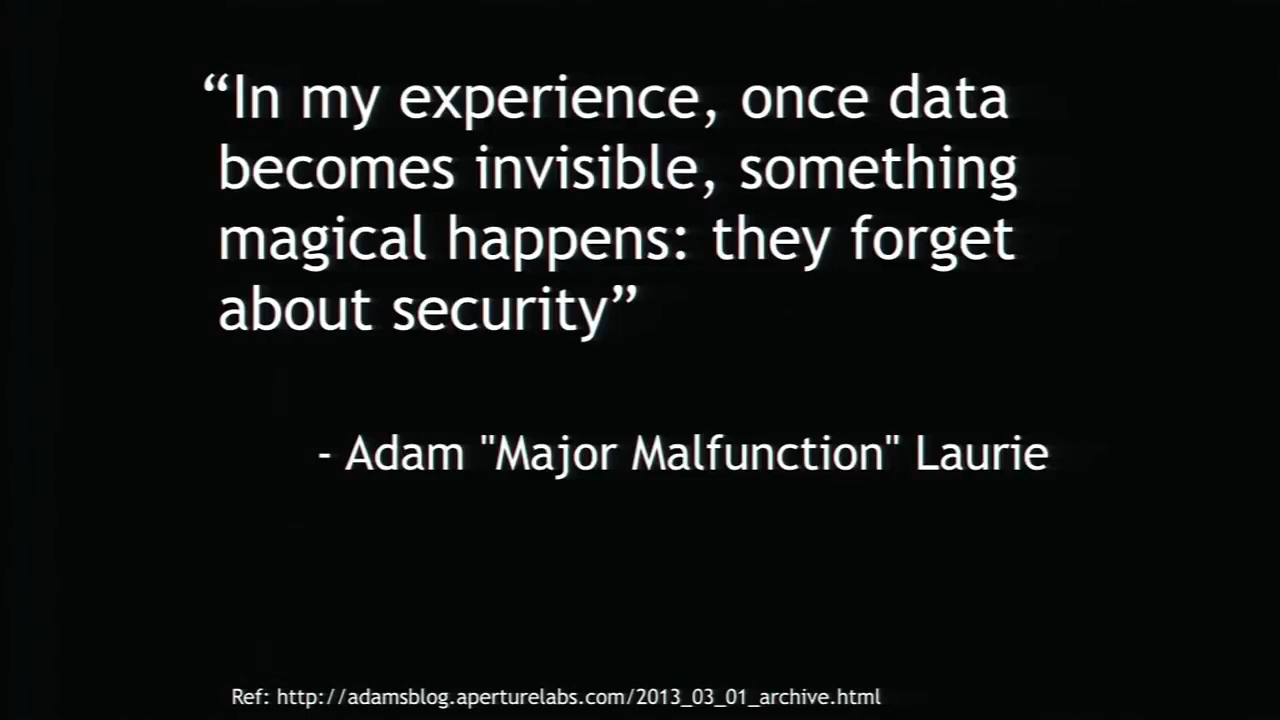 “In my experience, once data
becomes invisible, something
magical happens: they forget
about security”
- Adam "Major Malfunction" Laurie
Ref: http://adamsblog.aperturelabs.com/2013_03_01_archive.html